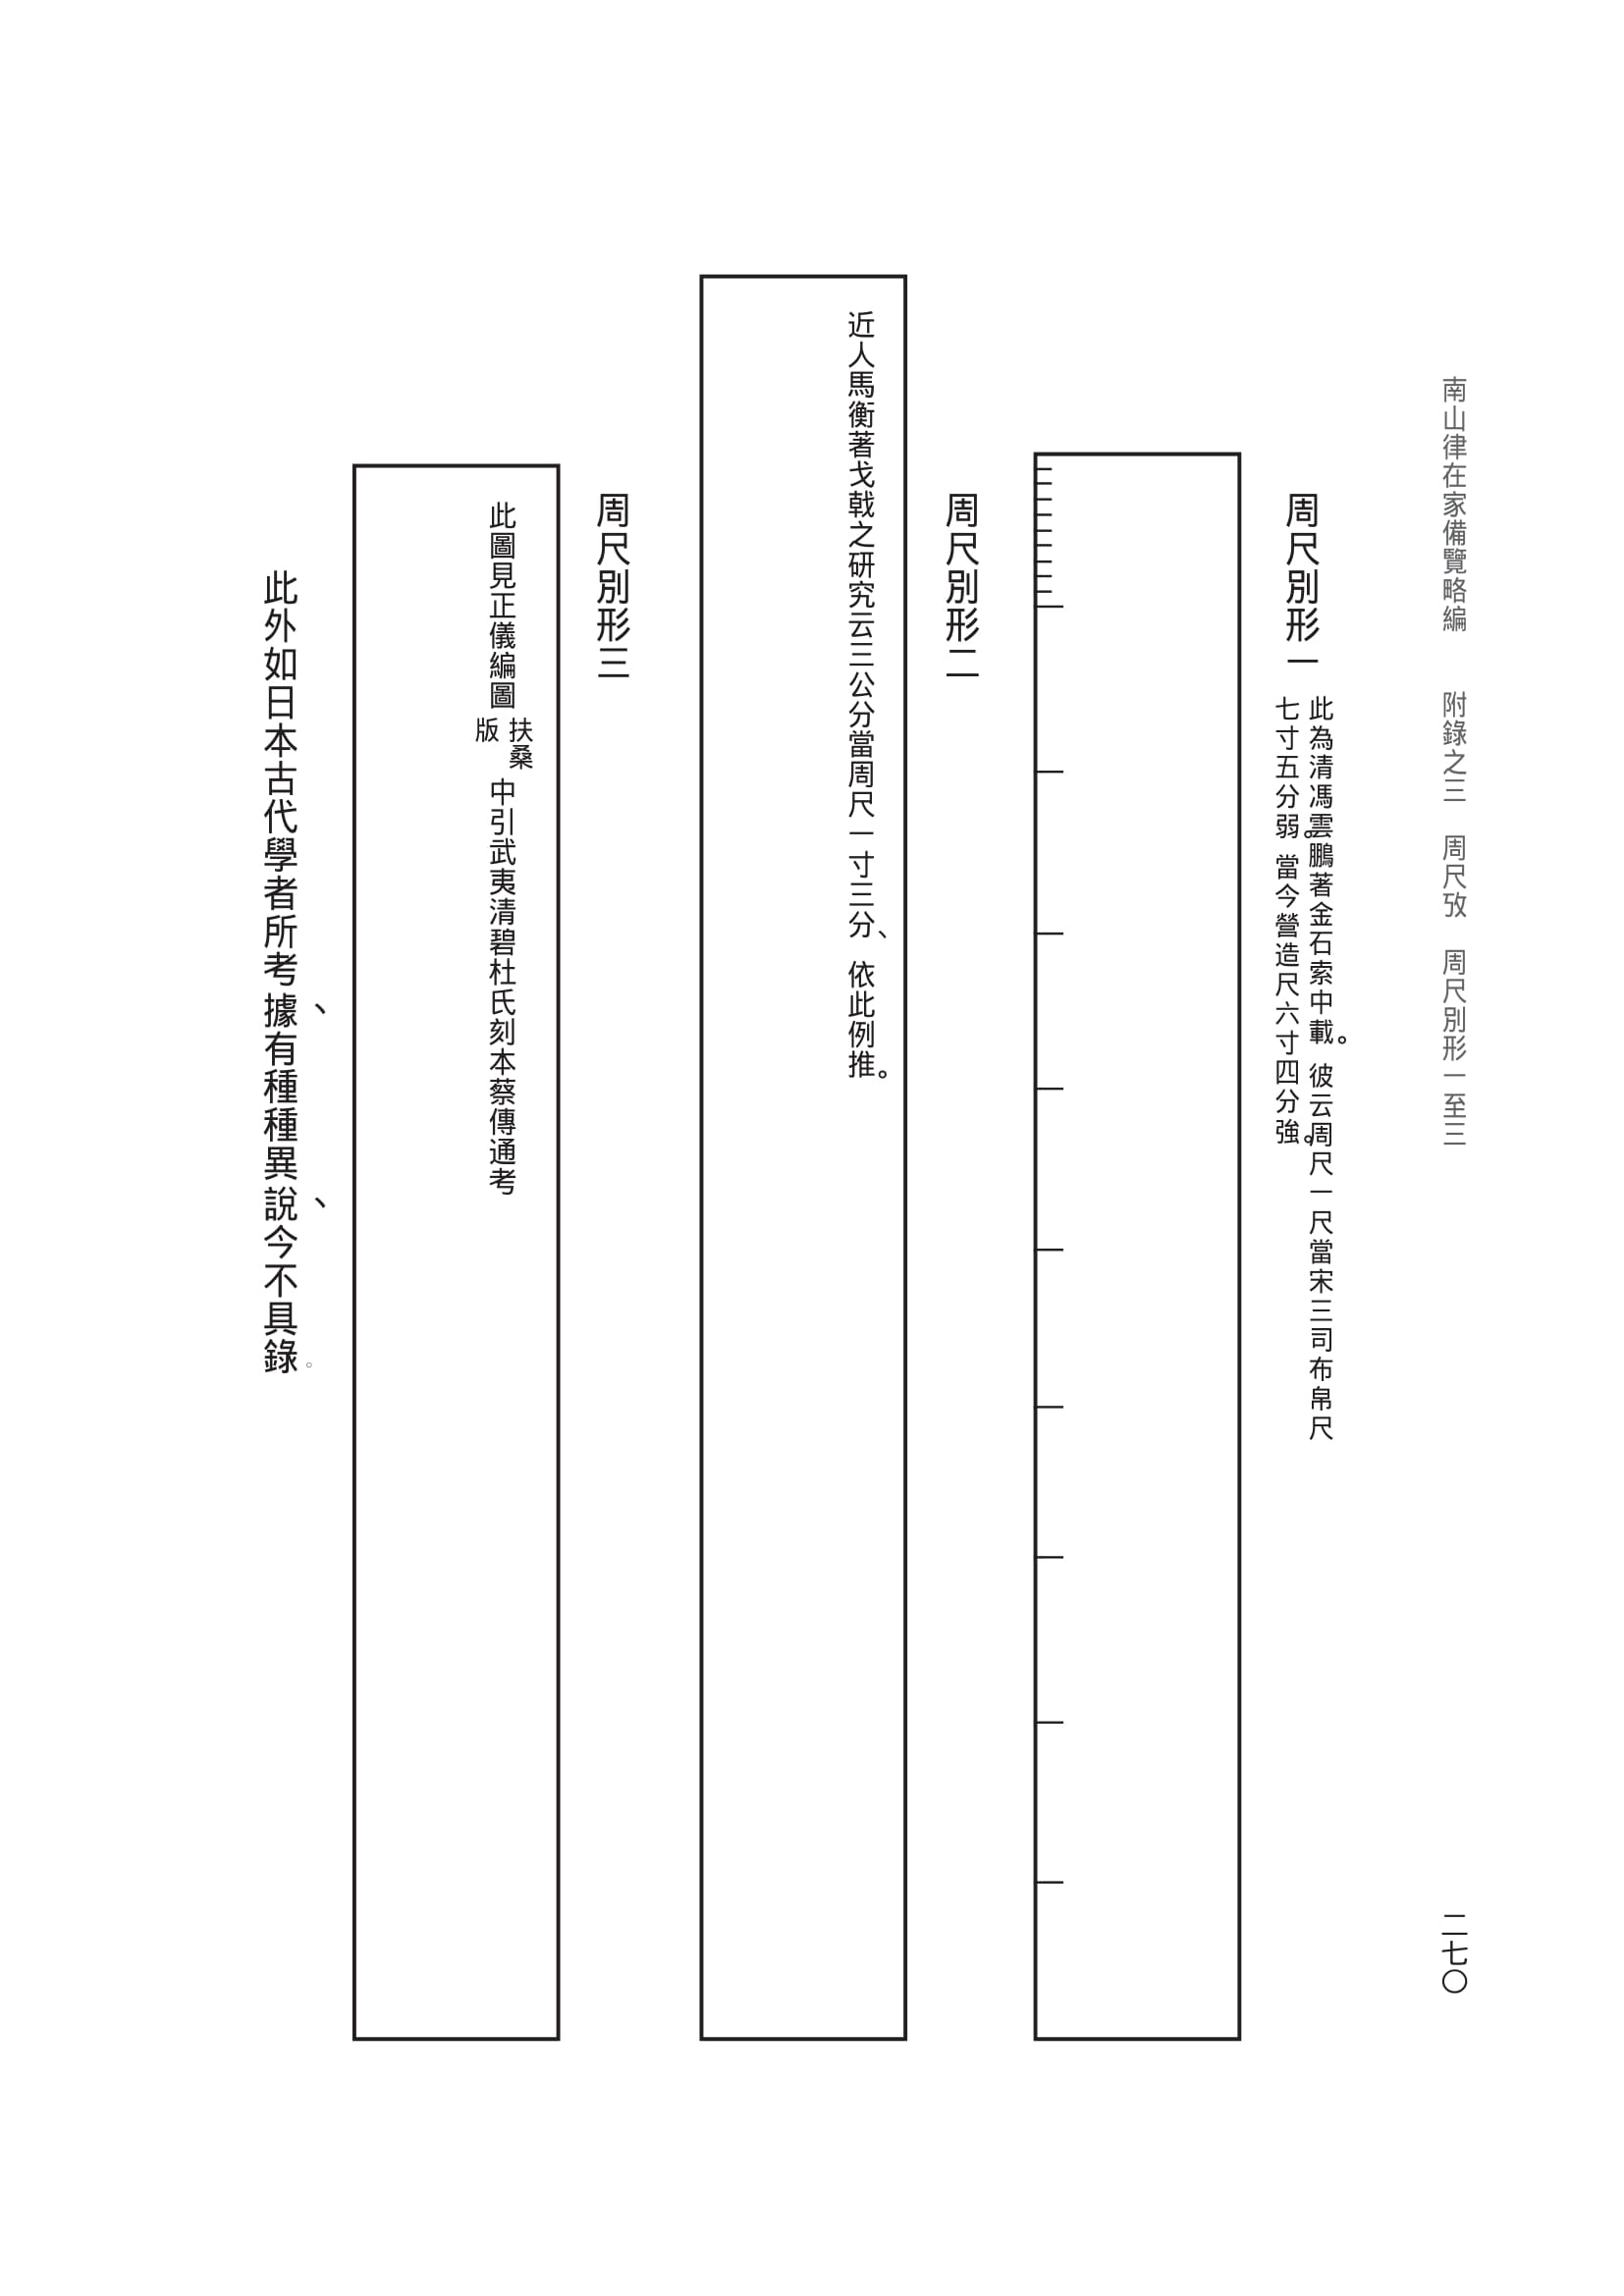 南山律在家備覽略編　附錄之三　周尺攷　周尺別形一至三
二七〇
周尺別形一
此為清馮雲鵬著金石索中載。彼云周尺一尺當宋三司布帛尺
七寸五分弱。當今營造尺六寸四分強。
周尺別形二
近人馬衡著戈戟之研究云三公分當周尺一寸三分、依此例推。
周尺別形三
此圖見正儀編圖
扶桑
版
中引武夷清碧杜氏刻本蔡傳通考
此外如日本古代學者所考據、有種種異說、今不具錄。